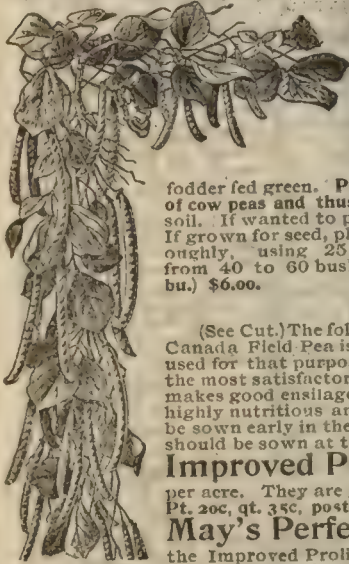 fodder fed green. P
of cow peas and thus
soil. If wanted to p
If grown for seed, pl
oughly, using 25
from 40 to 60 bus
bu.) $6.00.
(See Cut.) The fol
Canada Field Pea is
used for that purpo
the most satisfactor
makes good ensilage
highly nutritious an
be sown early in the
should be sown at t
Improved P
per acre. They are
Pt. 20c, qt. 35c, post
May's Perfe
the Improved Proli